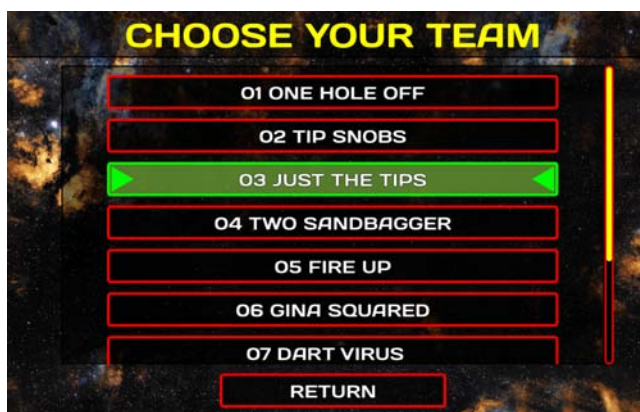 CHOOSE YOUR TEAM
01 ONE HOLE OFF
02 TIP SNOBS
03 JUST THE TIPS
04 TWO SANDBAGGER
05 FIRE UP
06 GINA SQUARED
07 DART VIRUS
RETURN